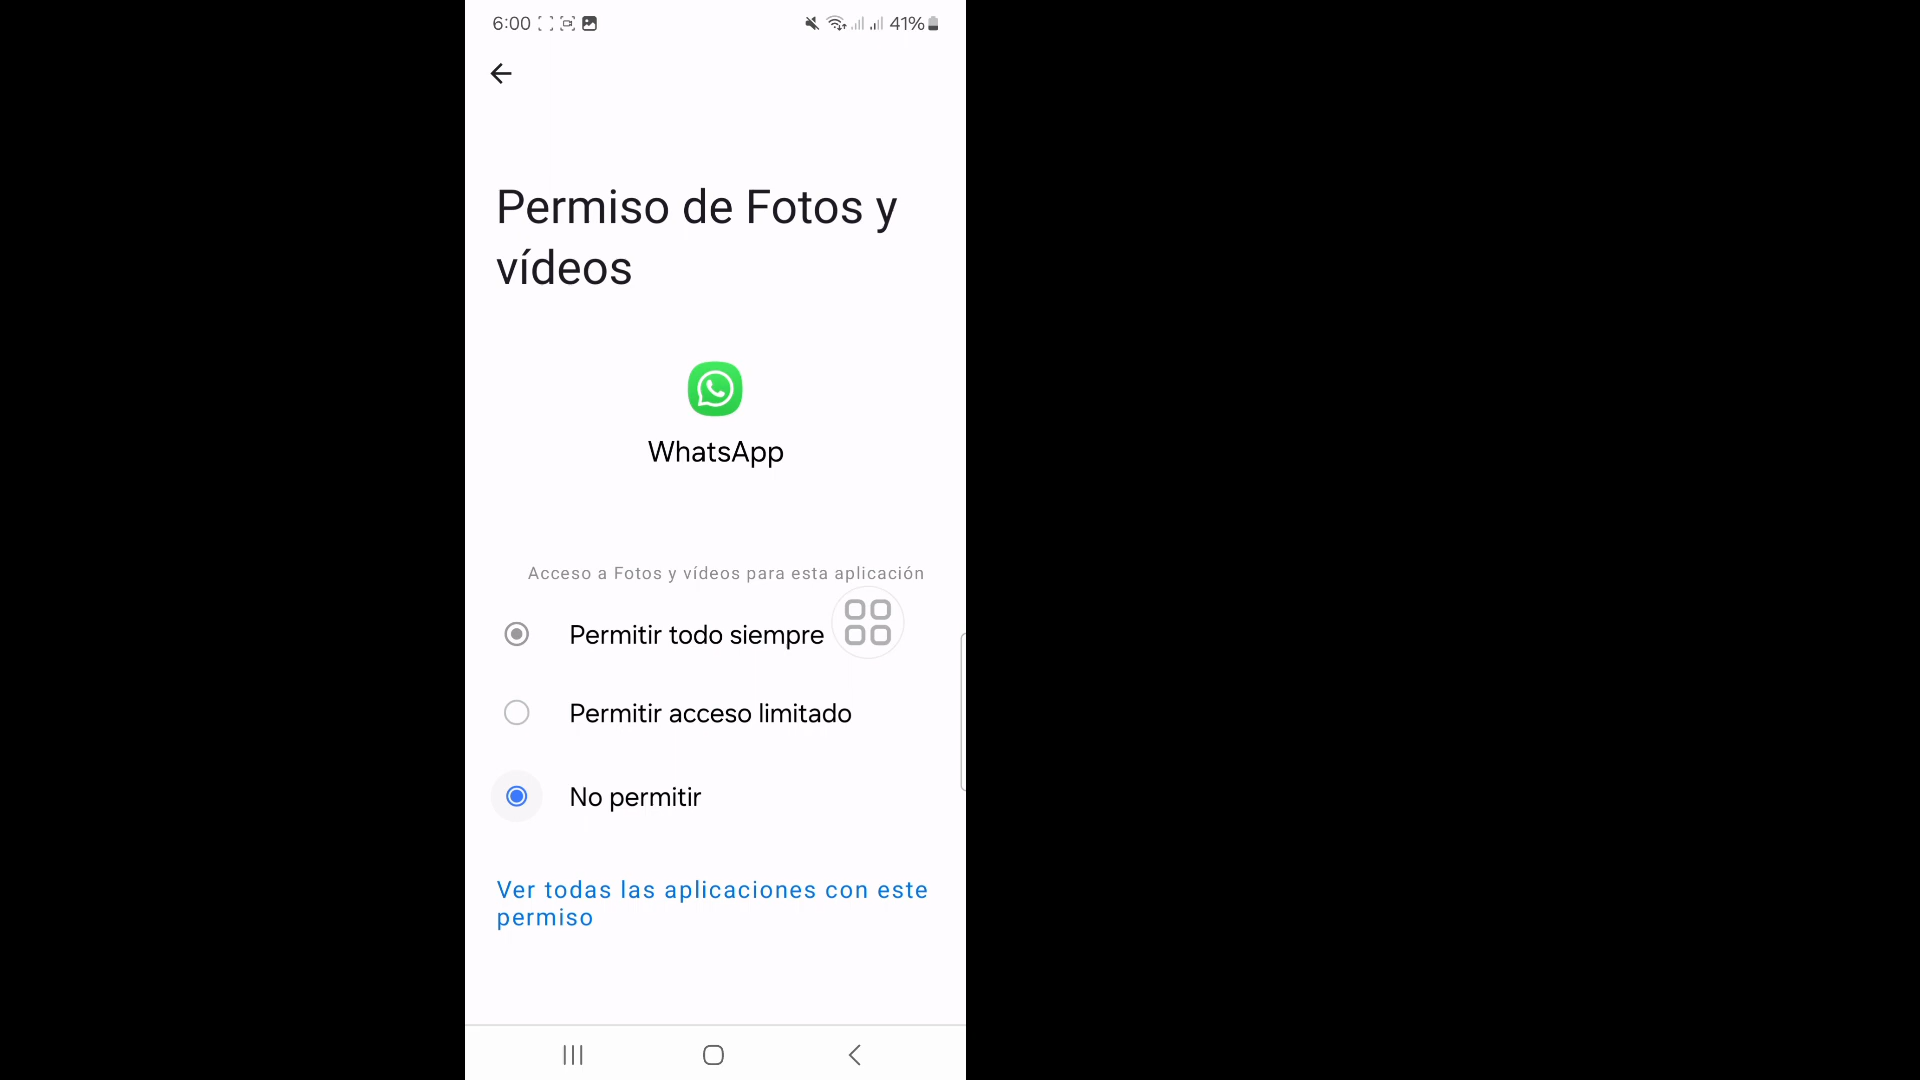 6:00 41%
Permiso de Fotos y
vídeos
WhatsApp
Acceso a Fotos y vídeos para esta aplicación
Permitir todo siempre
Permitir acceso limitado
No permitir
Ver todas las aplicaciones con este
permiso